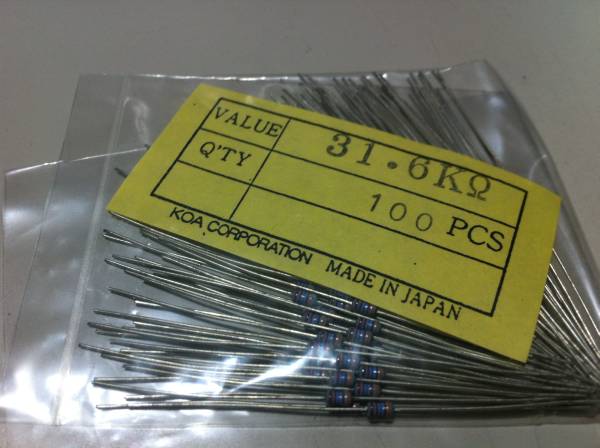 VALUE 31.6KΩ
Q'TY 100 PCS
KOA CORPORATION MADE IN JAPAN